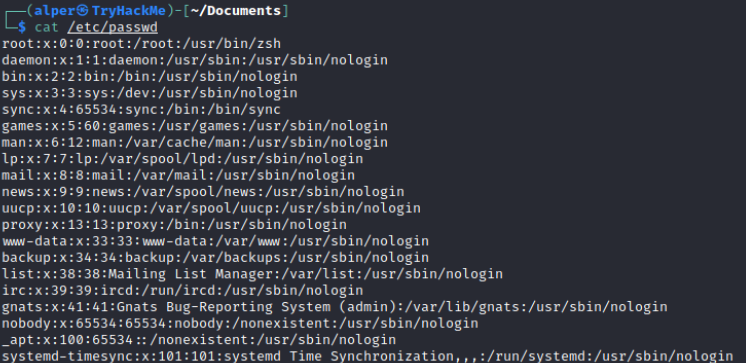 ┌──(alper㉿TryHackMe)-[~/Documents]
└─$ cat /etc/passwd
root:x:0:0:root:/root:/usr/bin/zsh
daemon:x:1:1:daemon:/usr/sbin:/usr/sbin/nologin
bin:x:2:2:bin:/bin:/usr/sbin/nologin
sys:x:3:3:sys:/dev:/usr/sbin/nologin
sync:x:4:65534:sync:/bin:/bin/sync
games:x:5:60:games:/usr/games:/usr/sbin/nologin
man:x:6:12:man:/var/cache/man:/usr/sbin/nologin
lp:x:7:7:lp:/var/spool/lpd:/usr/sbin/nologin
mail:x:8:8:mail:/var/mail:/usr/sbin/nologin
news:x:9:9:news:/var/spool/news:/usr/sbin/nologin
uucp:x:10:10:uucp:/var/spool/uucp:/usr/sbin/nologin
proxy:x:13:13:proxy:/bin:/usr/sbin/nologin
www-data:x:33:33:www-data:/var/www:/usr/sbin/nologin
backup:x:34:34:backup:/var/backups:/usr/sbin/nologin
list:x:38:38:Mailing List Manager:/var/list:/usr/sbin/nologin
irc:x:39:39:ircd:/run/ircd:/usr/sbin/nologin
gnats:x:41:41:Gnats Bug-Reporting System (admin):/var/lib/gnats:/usr/sbin/nologin
nobody:x:65534:65534:nobody:/nonexistent:/usr/sbin/nologin
_apt:x:100:65534::/nonexistent:/usr/sbin/nologin
systemd-timesync:x:101:101:systemd Time Synchronization,,,:/run/systemd:/usr/sbin/nologin